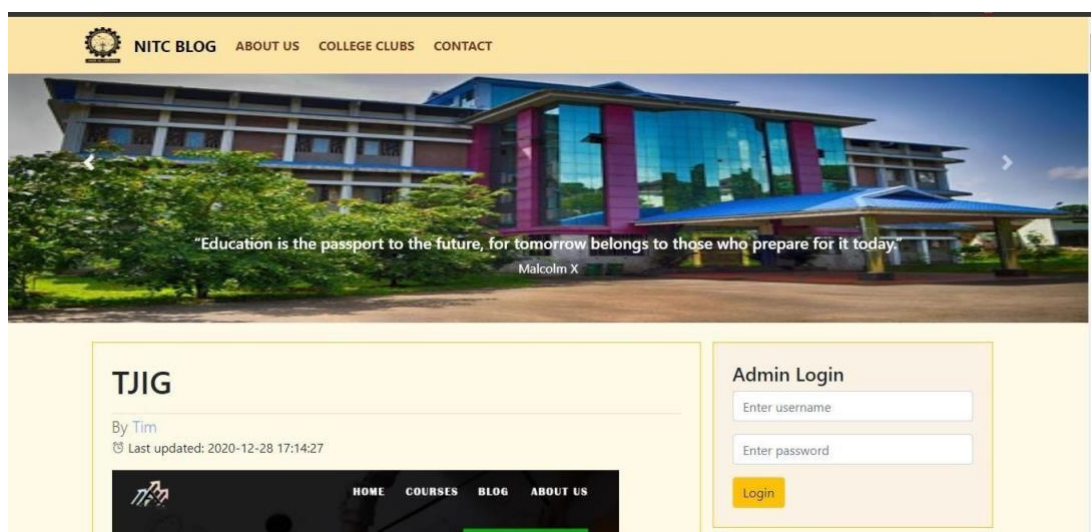 NITC BLOG ABOUT US COLLEGE CLUBS CONTACT
"Education is the passport to the future, for tomorrow belongs to those who prepare for it today."
Malcolm X
TJIG
By Tim
Last updated: 2020-12-28 17:14:27
HOME COURSES BLOG ABOUT US
Admin Login
Enter username
Enter password
Login